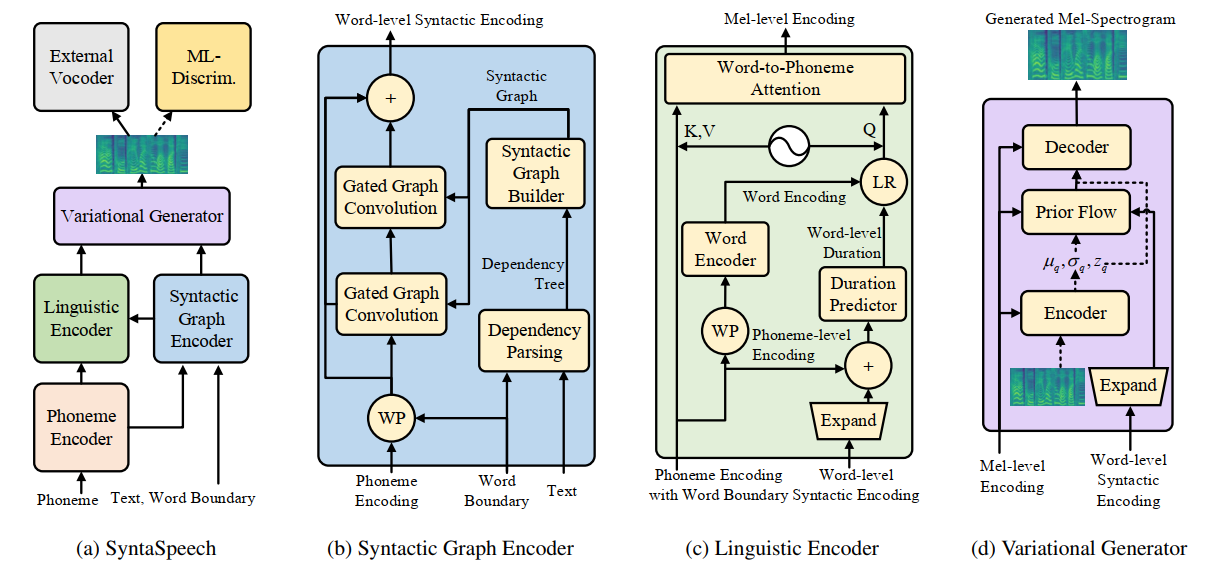 External
Vocoder
ML-
Discrim.
Variational Generator
Linguistic
Encoder
Syntactic
Graph
Encoder
Phoneme
Encoder
Phoneme
Text, Word Boundary
(a) SyntaSpeech
Word-level Syntactic Encoding
+
Syntactic
Graph
Gated Graph
Convolution
Syntactic
Graph
Builder
Dependency
Tree
Gated Graph
Convolution
Dependency
Parsing
WP
Phoneme
Encoding
Word
Boundary
Text
(b) Syntactic Graph Encoder
Mel-level Encoding
Word-to-Phoneme
Attention
K,V
Q
LR
Word Encoding
Word
Encoder
Word-level
Duration
Duration
Predictor
WP
Phoneme-level
Encoding
+
Expand
Phoneme Encoding
with Word Boundary
Word-level
Syntactic Encoding
(c) Linguistic Encoder
Generated Mel-Spectrogram
Decoder
Prior Flow
μq, σq, zq
Encoder
Expand
Mel-level
Encoding
Word-level
Syntactic
Encoding
(d) Variational Generator